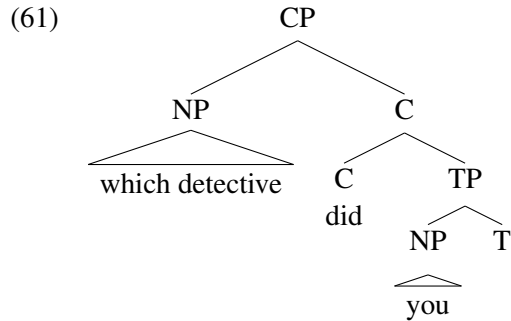 (61) CP
NP C
which detective C TP
did NP T
you